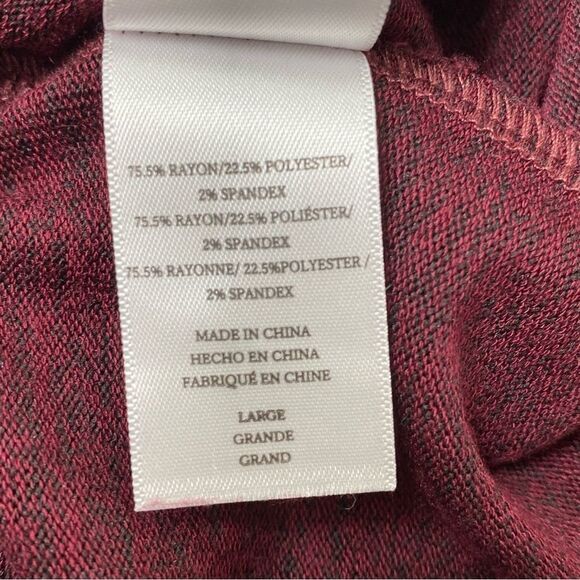 75.5% RAYON/22.5% POLYESTER/
2% SPANDEX
75.5% RAYON/22.5% POLIÉSTER/
2% SPANDEX
75.5% RAYONNE/ 22.5%POLYESTER /
2% SPANDEX
MADE IN CHINA
HECHO EN CHINA
FABRIQUÉ EN CHINE
LARGE
GRANDE
GRAND